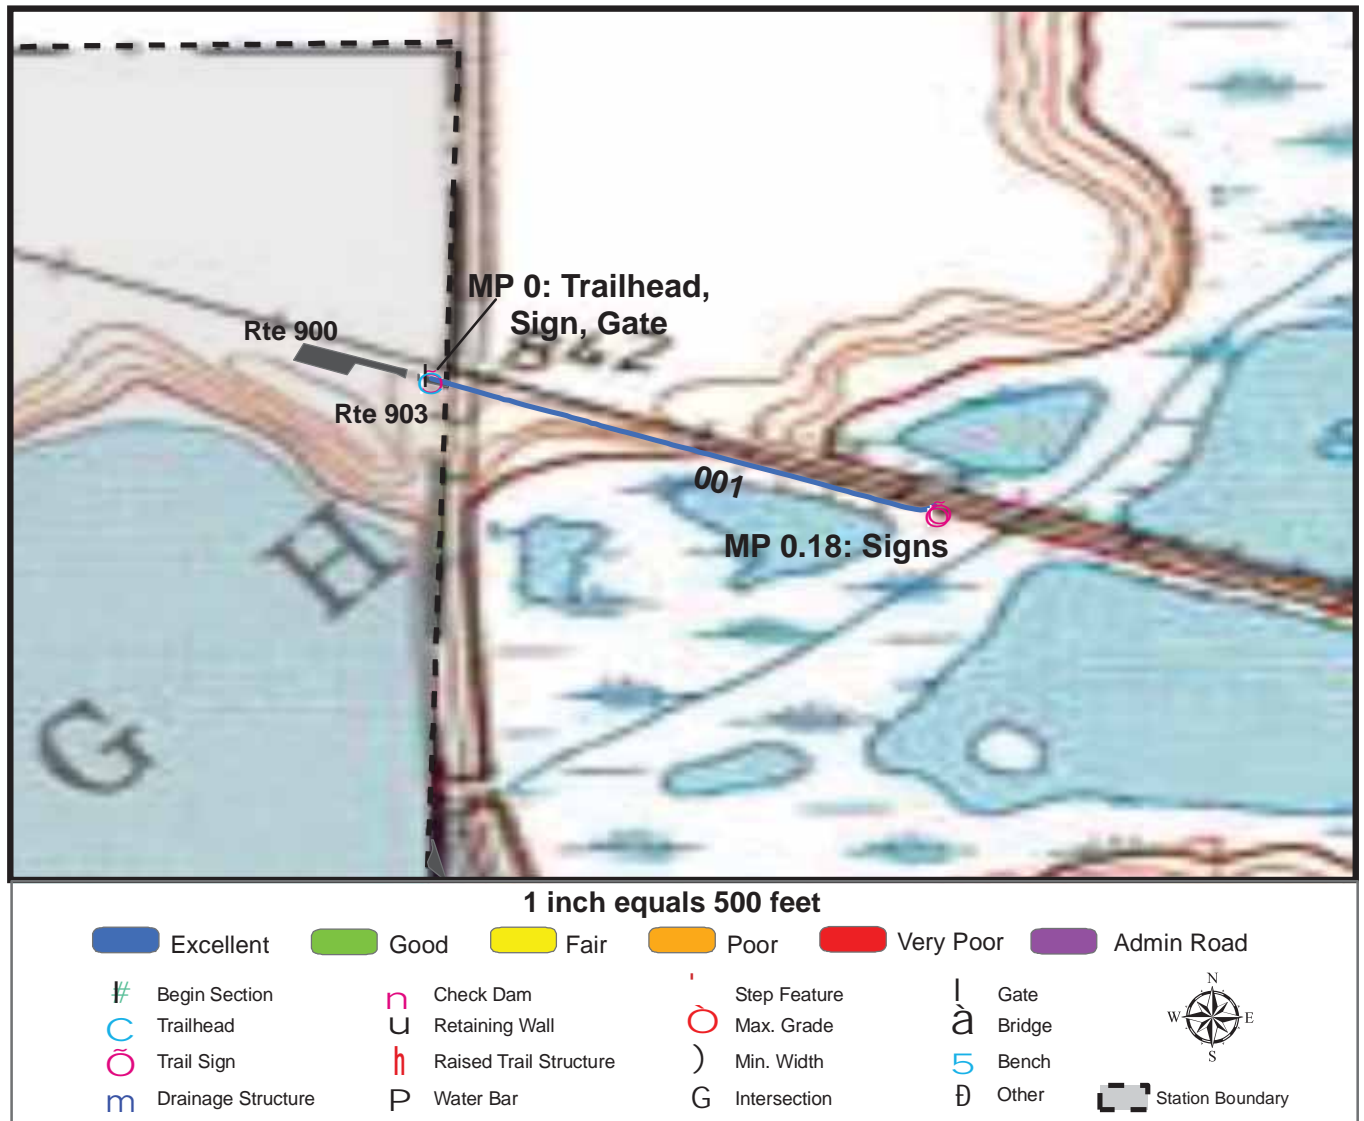 MP 0: Trailhead,
Sign, Gate
Rte 900
842
Rte 903
001
MP 0.18: Signs
H
G
1 inch equals 500 feet
Excellent
Good
Fair
Poor
Very Poor
Admin Road
Begin Section
Trailhead
Õ Trail Sign
m Drainage Structure
n Check Dam
u Retaining Wall
h Raised Trail Structure
P Water Bar
' Step Feature
Ò Max. Grade
) Min. Width
G Intersection
l Gate
à Bridge
5 Bench
Ð Other
N
W E
S
Station Boundary